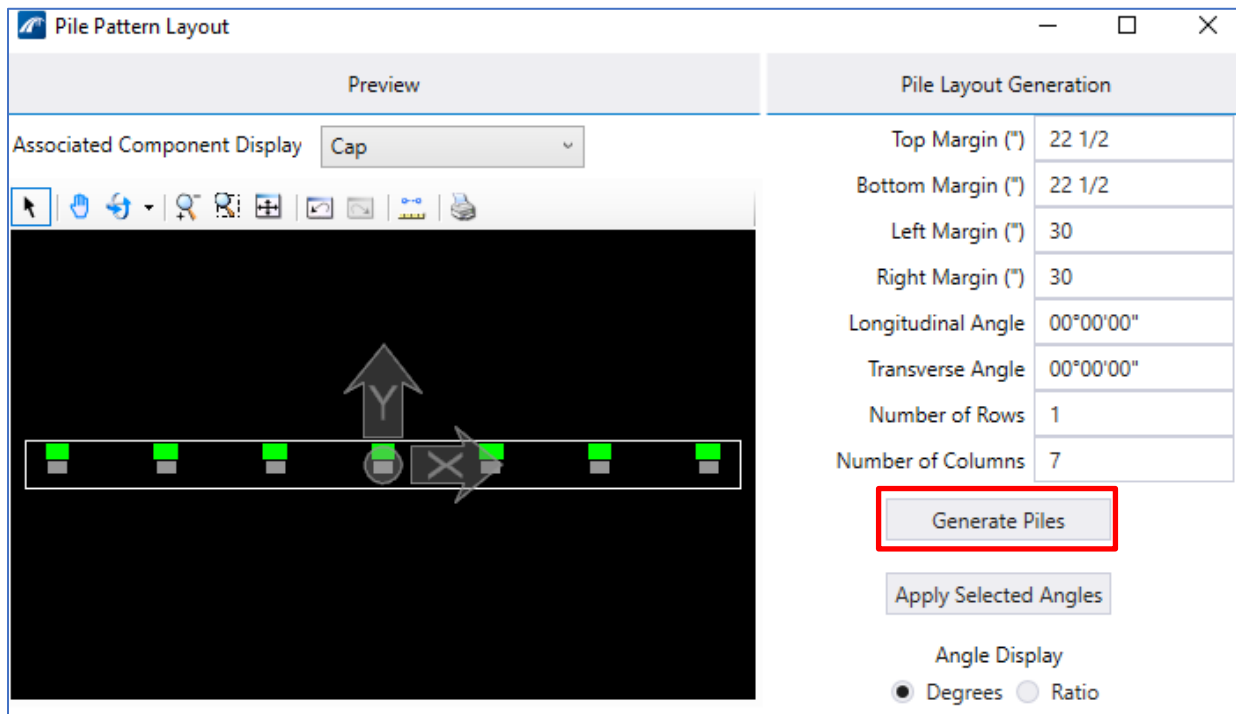 Pile Pattern Layout
Preview
Pile Layout Generation
Associated Component Display Cap
Top Margin (") 22 1/2
Bottom Margin (") 22 1/2
Left Margin (") 30
Right Margin (") 30
Longitudinal Angle 00°00'00"
Transverse Angle 00°00'00"
Number of Rows 1
Number of Columns 7
Y
X
Generate Piles
Apply Selected Angles
Angle Display
Degrees Ratio